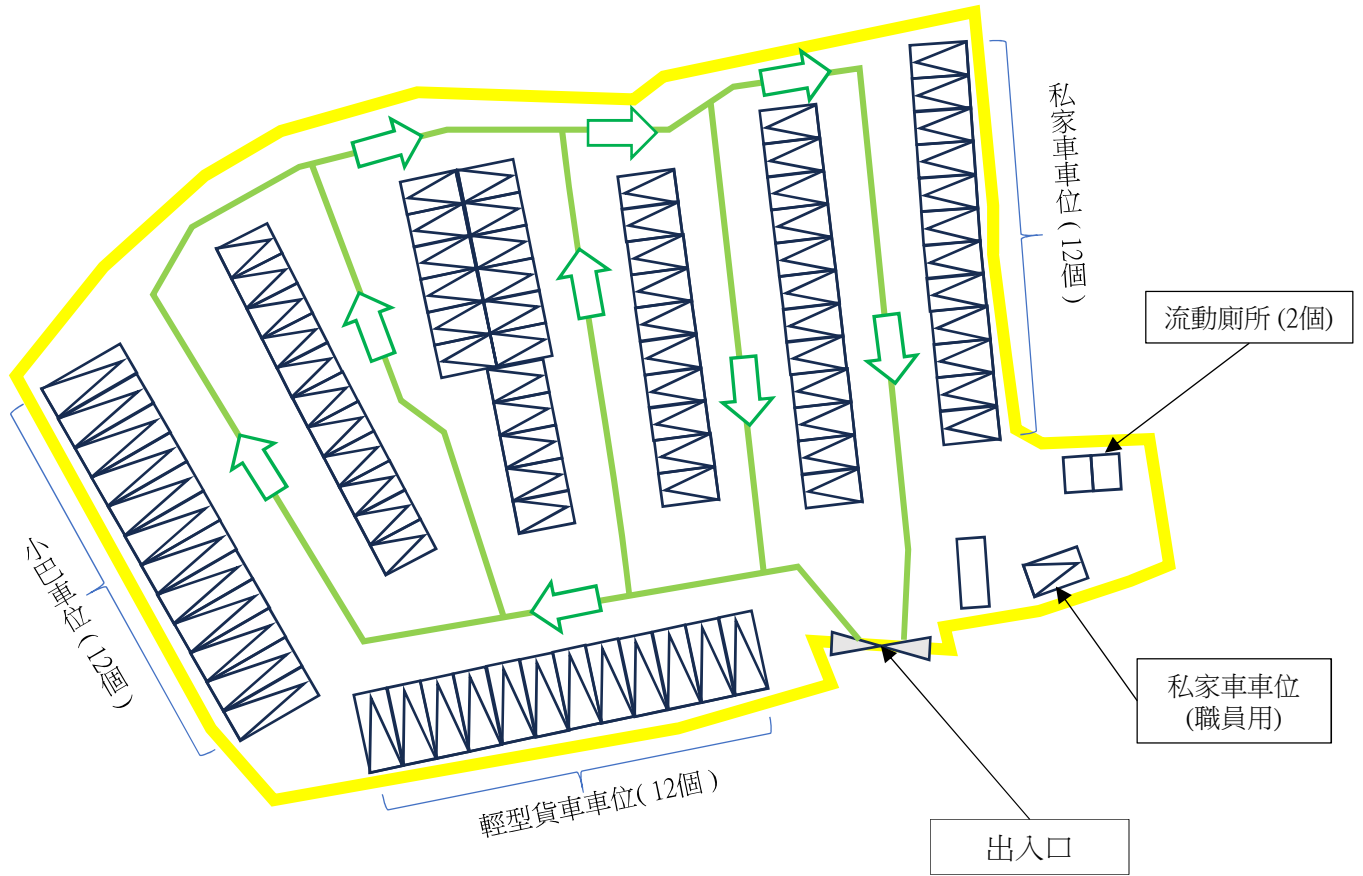 私家車車位 ( 12個 )
流動廁所 (2個)
小巴車位 ( 12個 )
私家車車位
(職員用)
輕型貨車車位( 12個 )
出入口